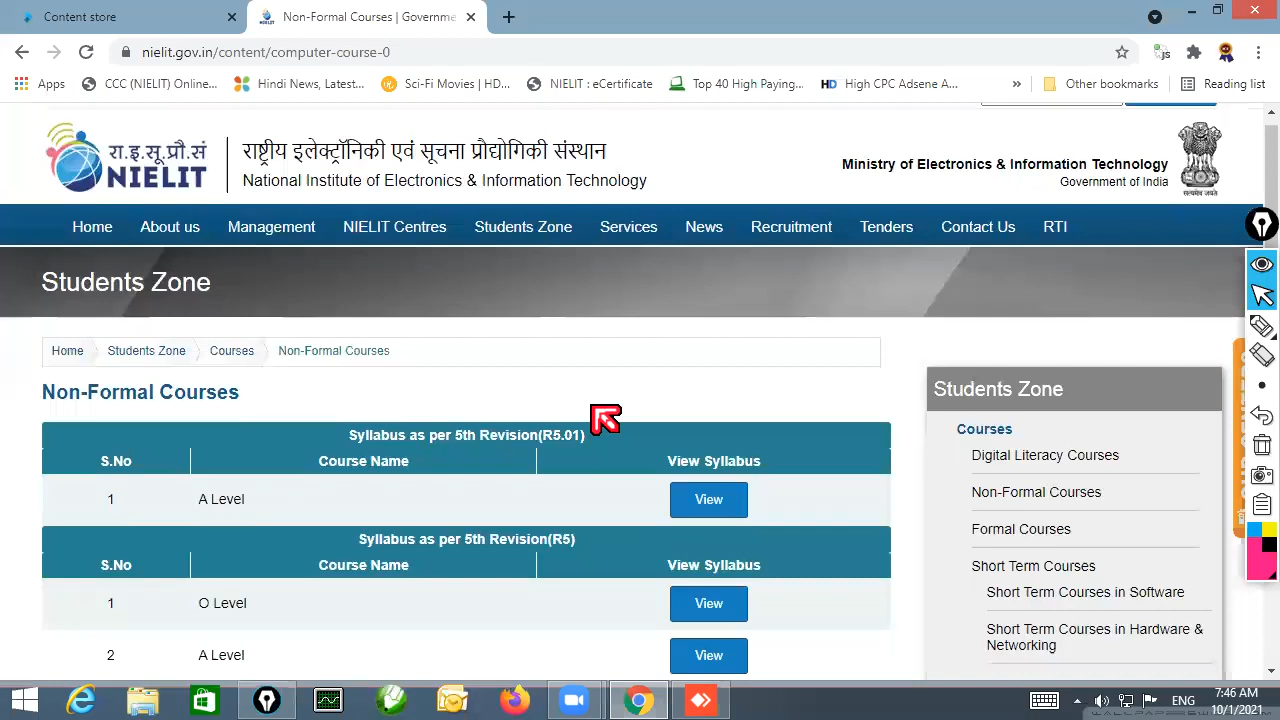 Content store
Non-Formal Courses | Governme
nielit.gov.in/content/computer-course-0
Apps
CCC (NIELIT) Online...
Hindi News, Latest...
Sci-Fi Movies | HD...
NIELIT : eCertificate
Top 40 High Paying...
HD High CPC Adsene A...
Other bookmarks
Reading list
रा.इ.सू.प्रौ.सं
NIELIT
राष्ट्रीय इलेक्ट्रॉनिकी एवं सूचना प्रौद्योगिकी संस्थान
National Institute of Electronics & Information Technology
Ministry of Electronics & Information Technology
Government of India
सत्यमेव जयते
Home About us Management NIELIT Centres Students Zone Services News Recruitment Tenders Contact Us RTI
Students Zone
Home Students Zone Courses Non-Formal Courses
Non-Formal Courses
Syllabus as per 5th Revision(R5.01)
S.No Course Name View Syllabus
1 A Level View
Syllabus as per 5th Revision(R5)
S.No Course Name View Syllabus
1 O Level View
2 A Level View
Students Zone
Courses
Digital Literacy Courses
Non-Formal Courses
Formal Courses
Short Term Courses
Short Term Courses in Software
Short Term Courses in Hardware &
Networking
ENG
7:46 AM
10/1/2021